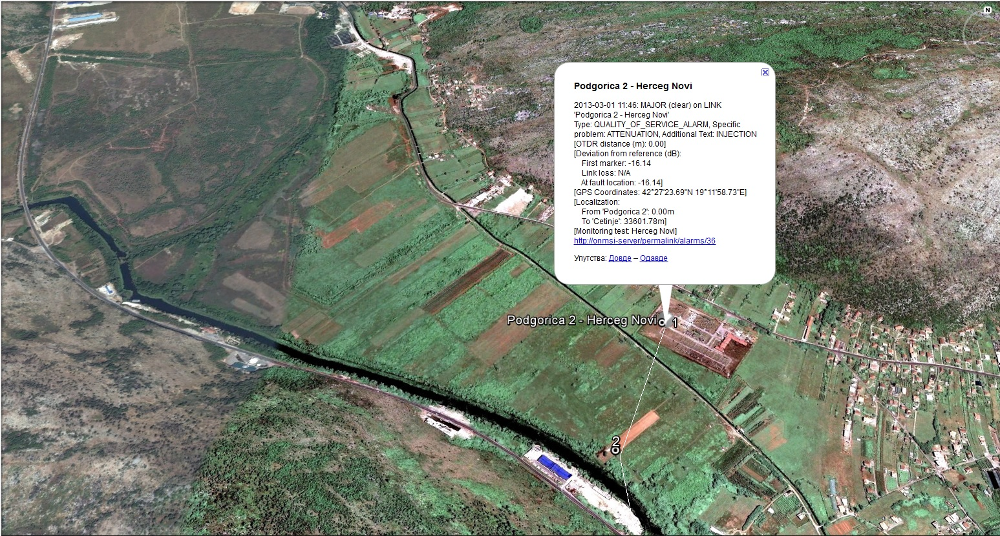 N
Podgorica 2 - Herceg Novi
2013-03-01 11:46: MAJOR (clear) on LINK
'Podgorica 2 - Herceg Novi'
Type: QUALITY_OF_SERVICE_ALARM, Specific
problem: ATTENUATION, Additional Text: INJECTION
[OTDR distance (m): 0.00]
[Deviation from reference (dB):
First marker: -16.14
Link loss: N/A
At fault location: -16.14]
[GPS Coordinates: 42°27'23.69"N 19°11'58.73"E]
[Localization:
From 'Podgorica 2': 0.00m
To 'Cetinje': 33601.78m]
[Monitoring test: Herceg Novi]
http://onmsi-server/permalink/alarms/36
Упутства: Довде – Одавде
Podgorica 2 - Herceg Novi 1
2